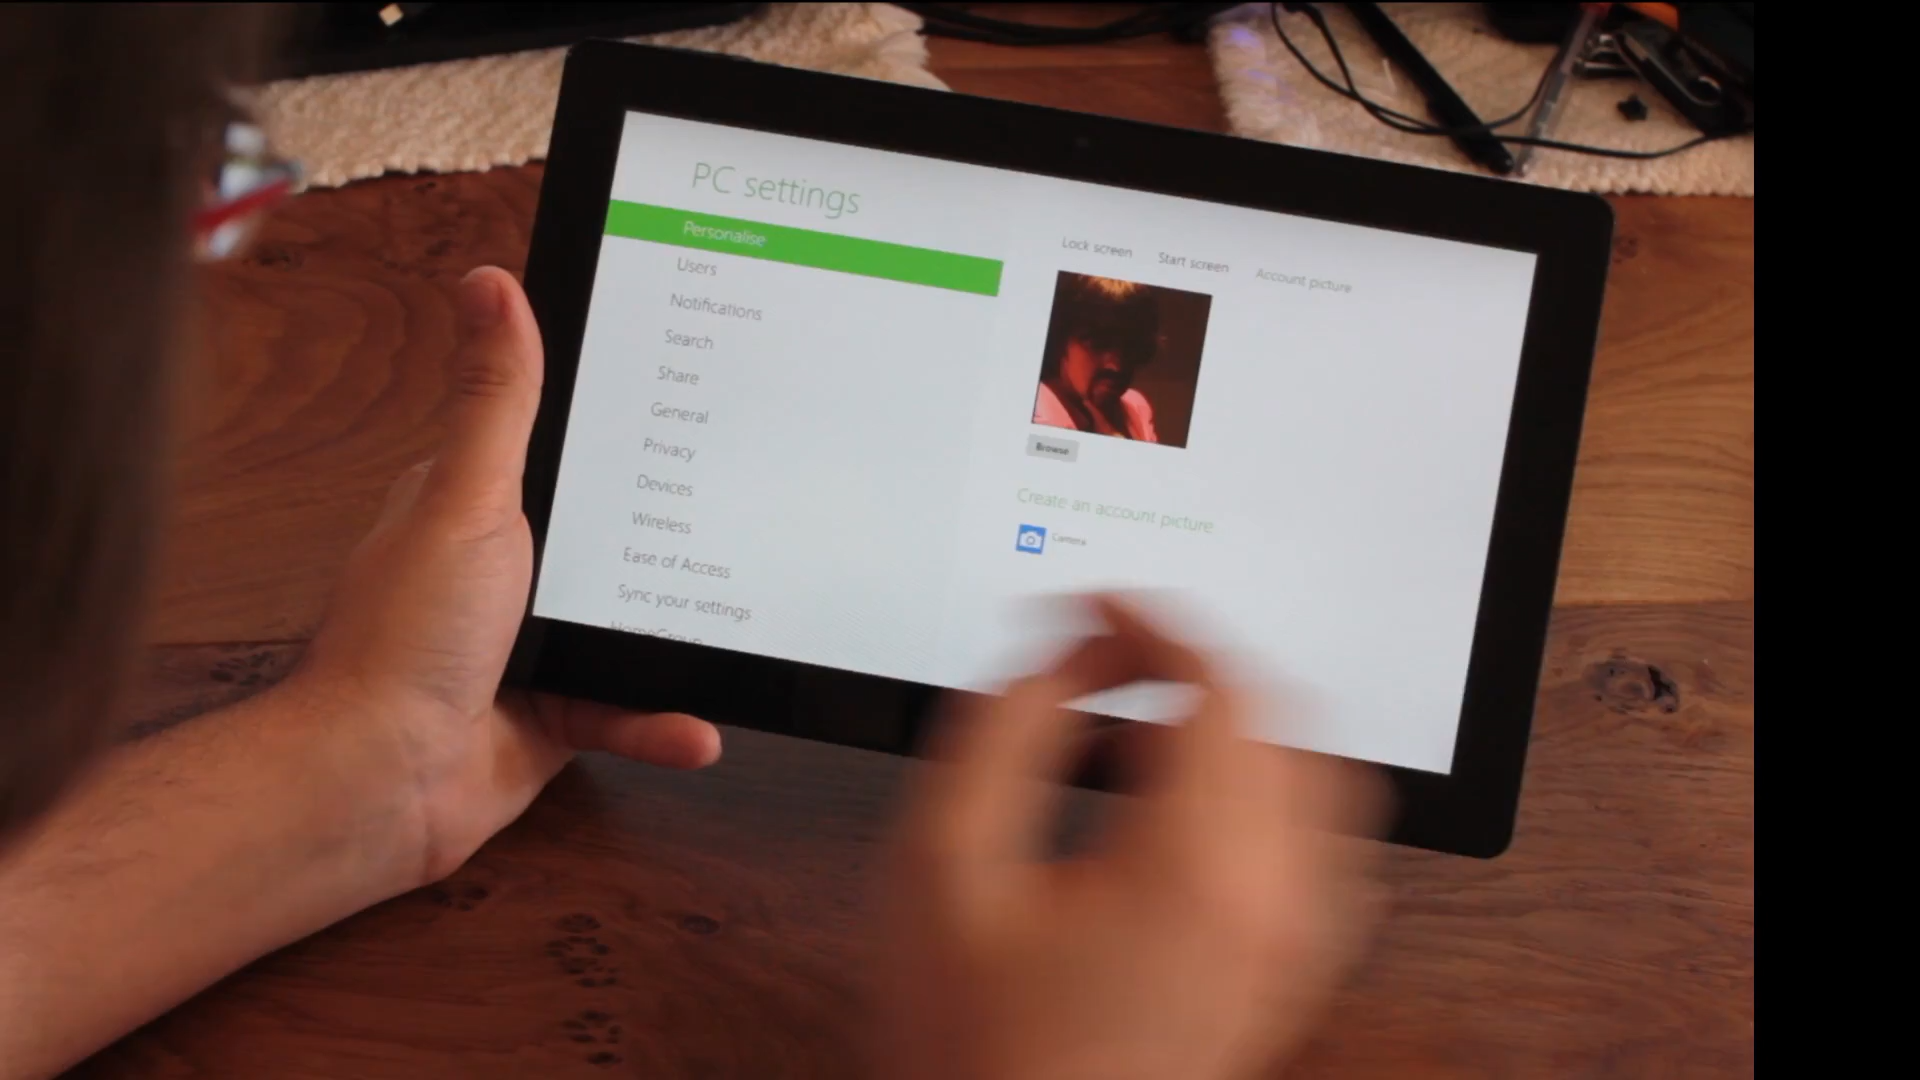 PC settings
Personalise
Users
Notifications
Search
Share
General
Privacy
Devices
Wireless
Ease of Access
Sync your settings
HomeGroup
Lock screen Start screen Account picture
Browse
Create an account picture
Camera